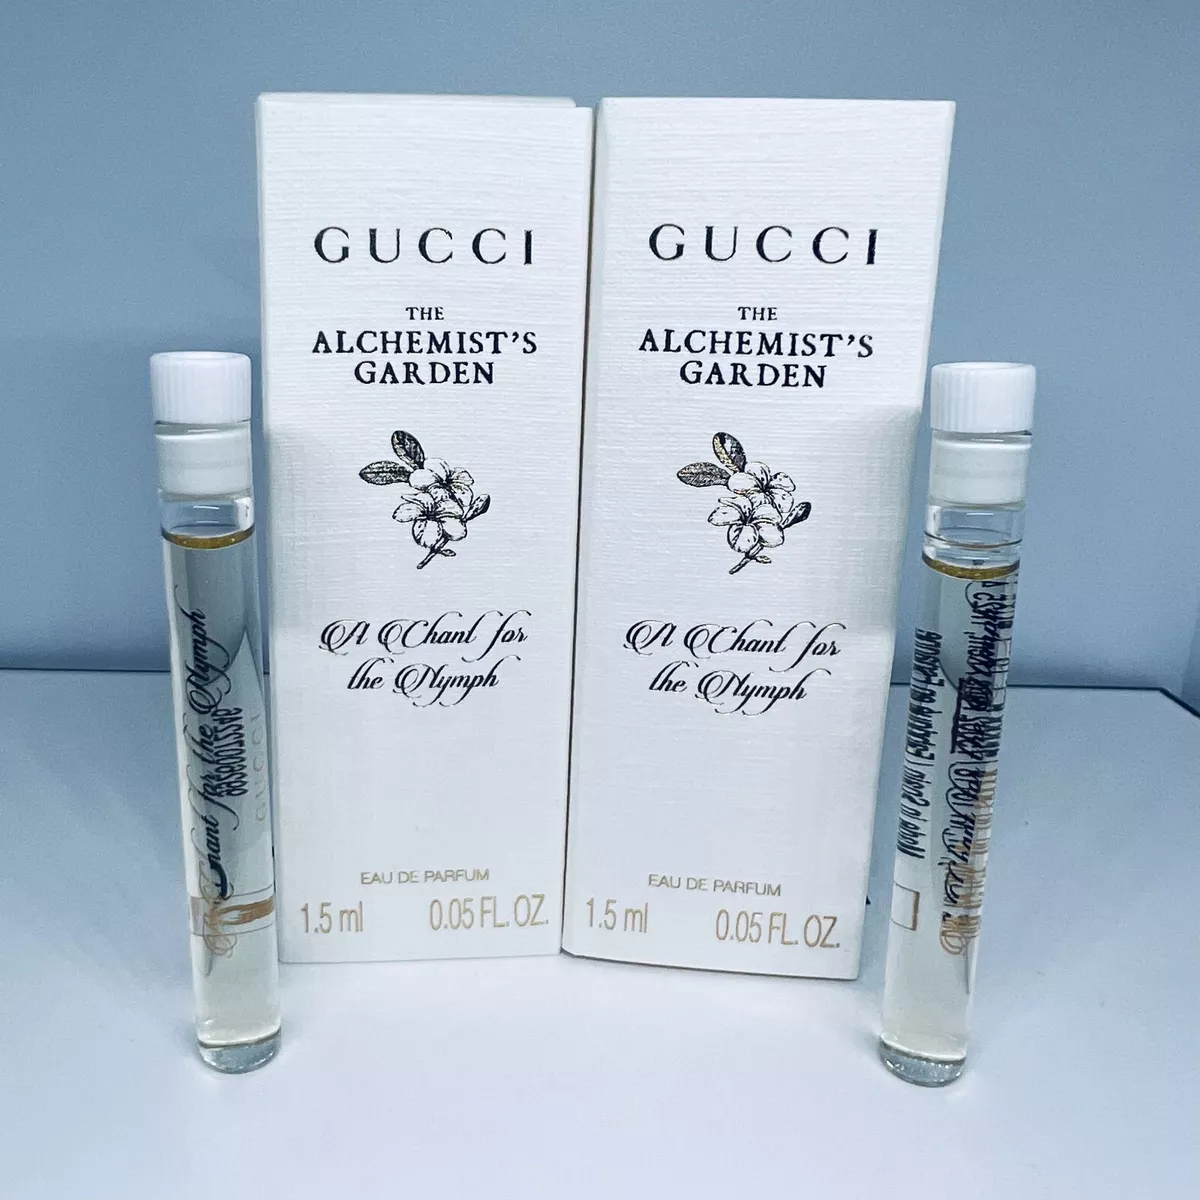 GUCCI
THE
ALCHEMIST'S
GARDEN
A Chant for
the Nymph
EAU DE PARFUM
1.5 ml 0.05 FL. OZ.
GUCCI
THE
ALCHEMIST'S
GARDEN
A Chant for
the Nymph
EAU DE PARFUM
1.5 ml 0.05 FL. OZ.
Chant for the Nymph
GUCCI